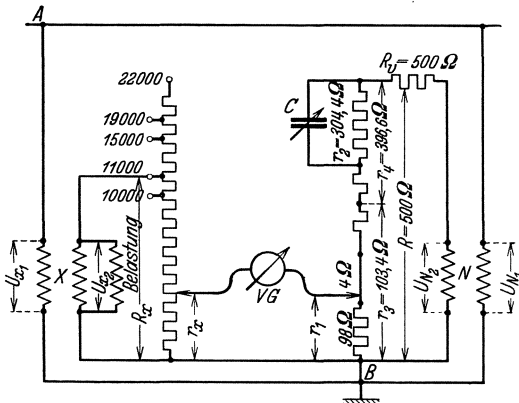 A
22000
19000
15000
11000
10000
R_v = 500 Ω
C
r_2 = 304,4 Ω
r_4 = 396,6 Ω
R = 500 Ω
r_3 = 103,4 Ω
4 Ω
98 Ω
U_x1
X
U_x2
Belastung
R_x
r_x
VG
r_1
U_N2
N
U_N1
B